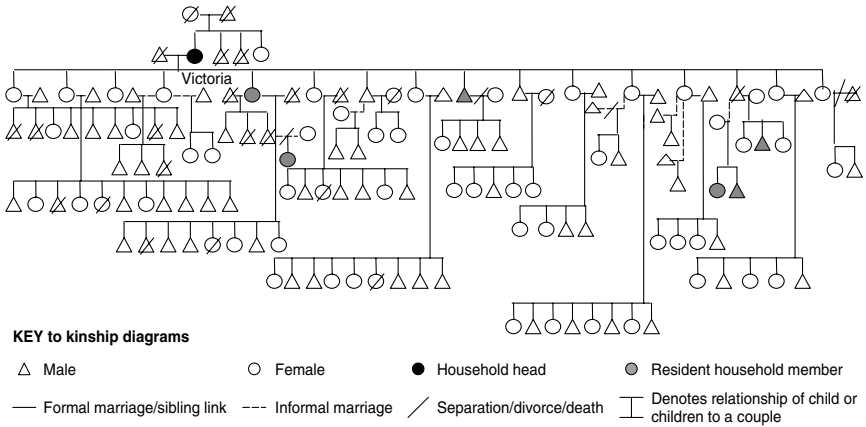 Victoria
KEY to kinship diagrams
Male
Female
Household head
Resident household member
Formal marriage/sibling link
Informal marriage
Separation/divorce/death
Denotes relationship of child or
children to a couple